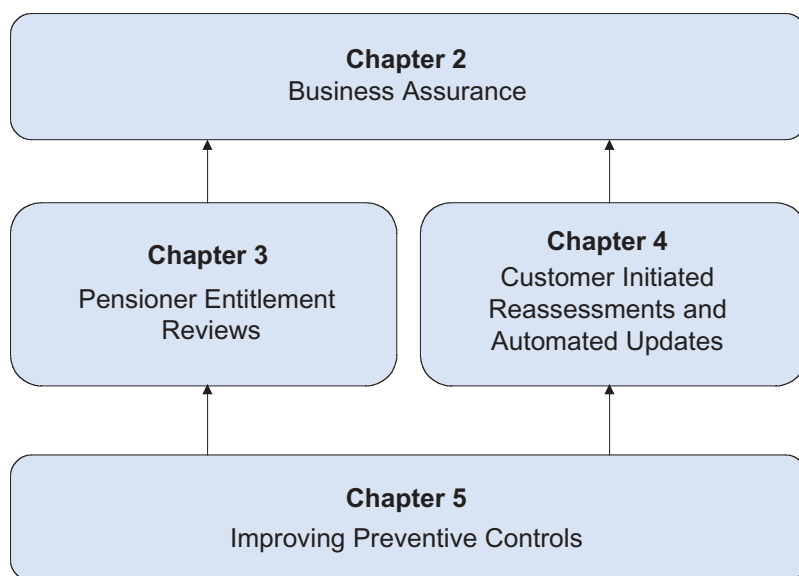 Chapter 2
Business Assurance
Chapter 3
Pensioner Entitlement
Reviews
Chapter 4
Customer Initiated
Reassessments and
Automated Updates
Chapter 5
Improving Preventive Controls